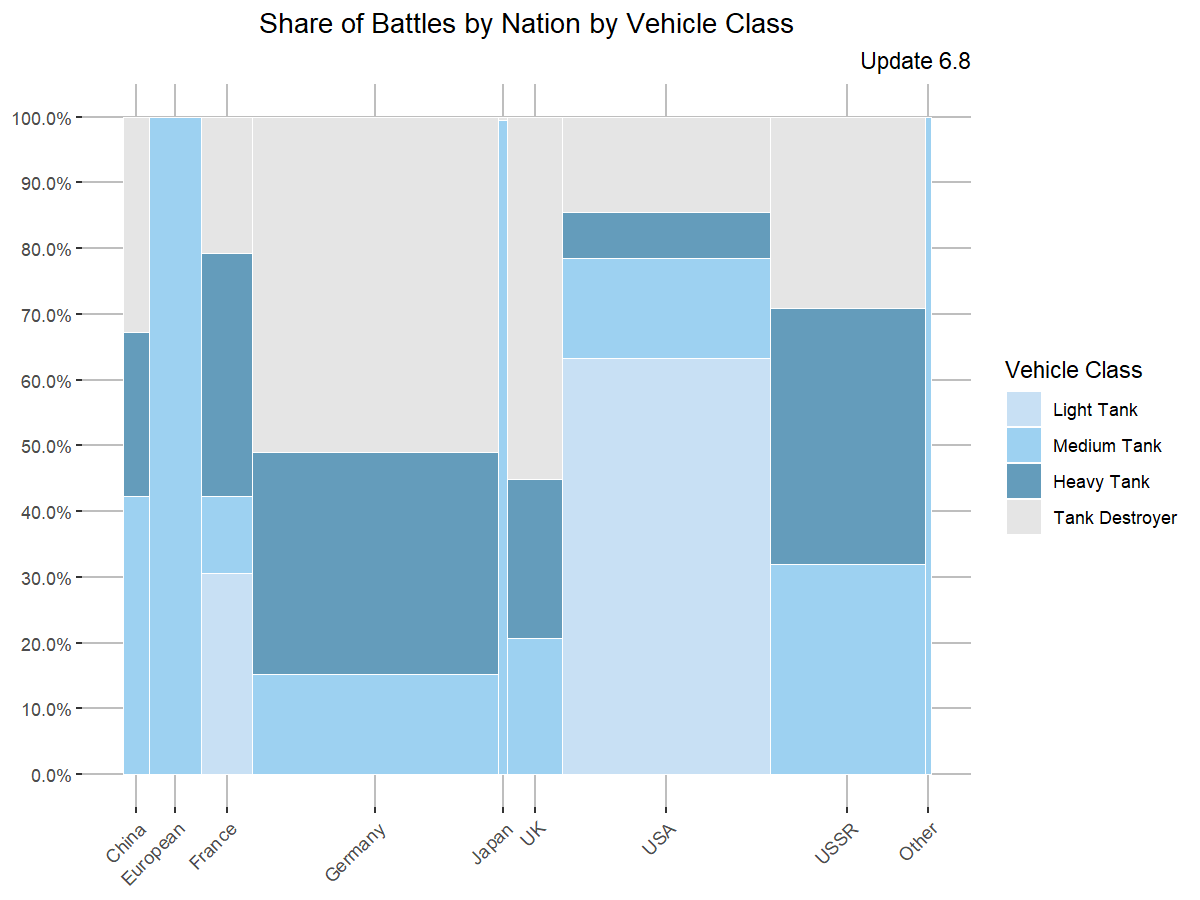 Share of Battles by Nation by Vehicle Class
Update 6.8
100.0%
90.0%
80.0%
70.0%
60.0%
50.0%
40.0%
30.0%
20.0%
10.0%
0.0%
China
European
France
Germany
Japan
UK
USA
USSR
Other
Vehicle Class
Light Tank
Medium Tank
Heavy Tank
Tank Destroyer